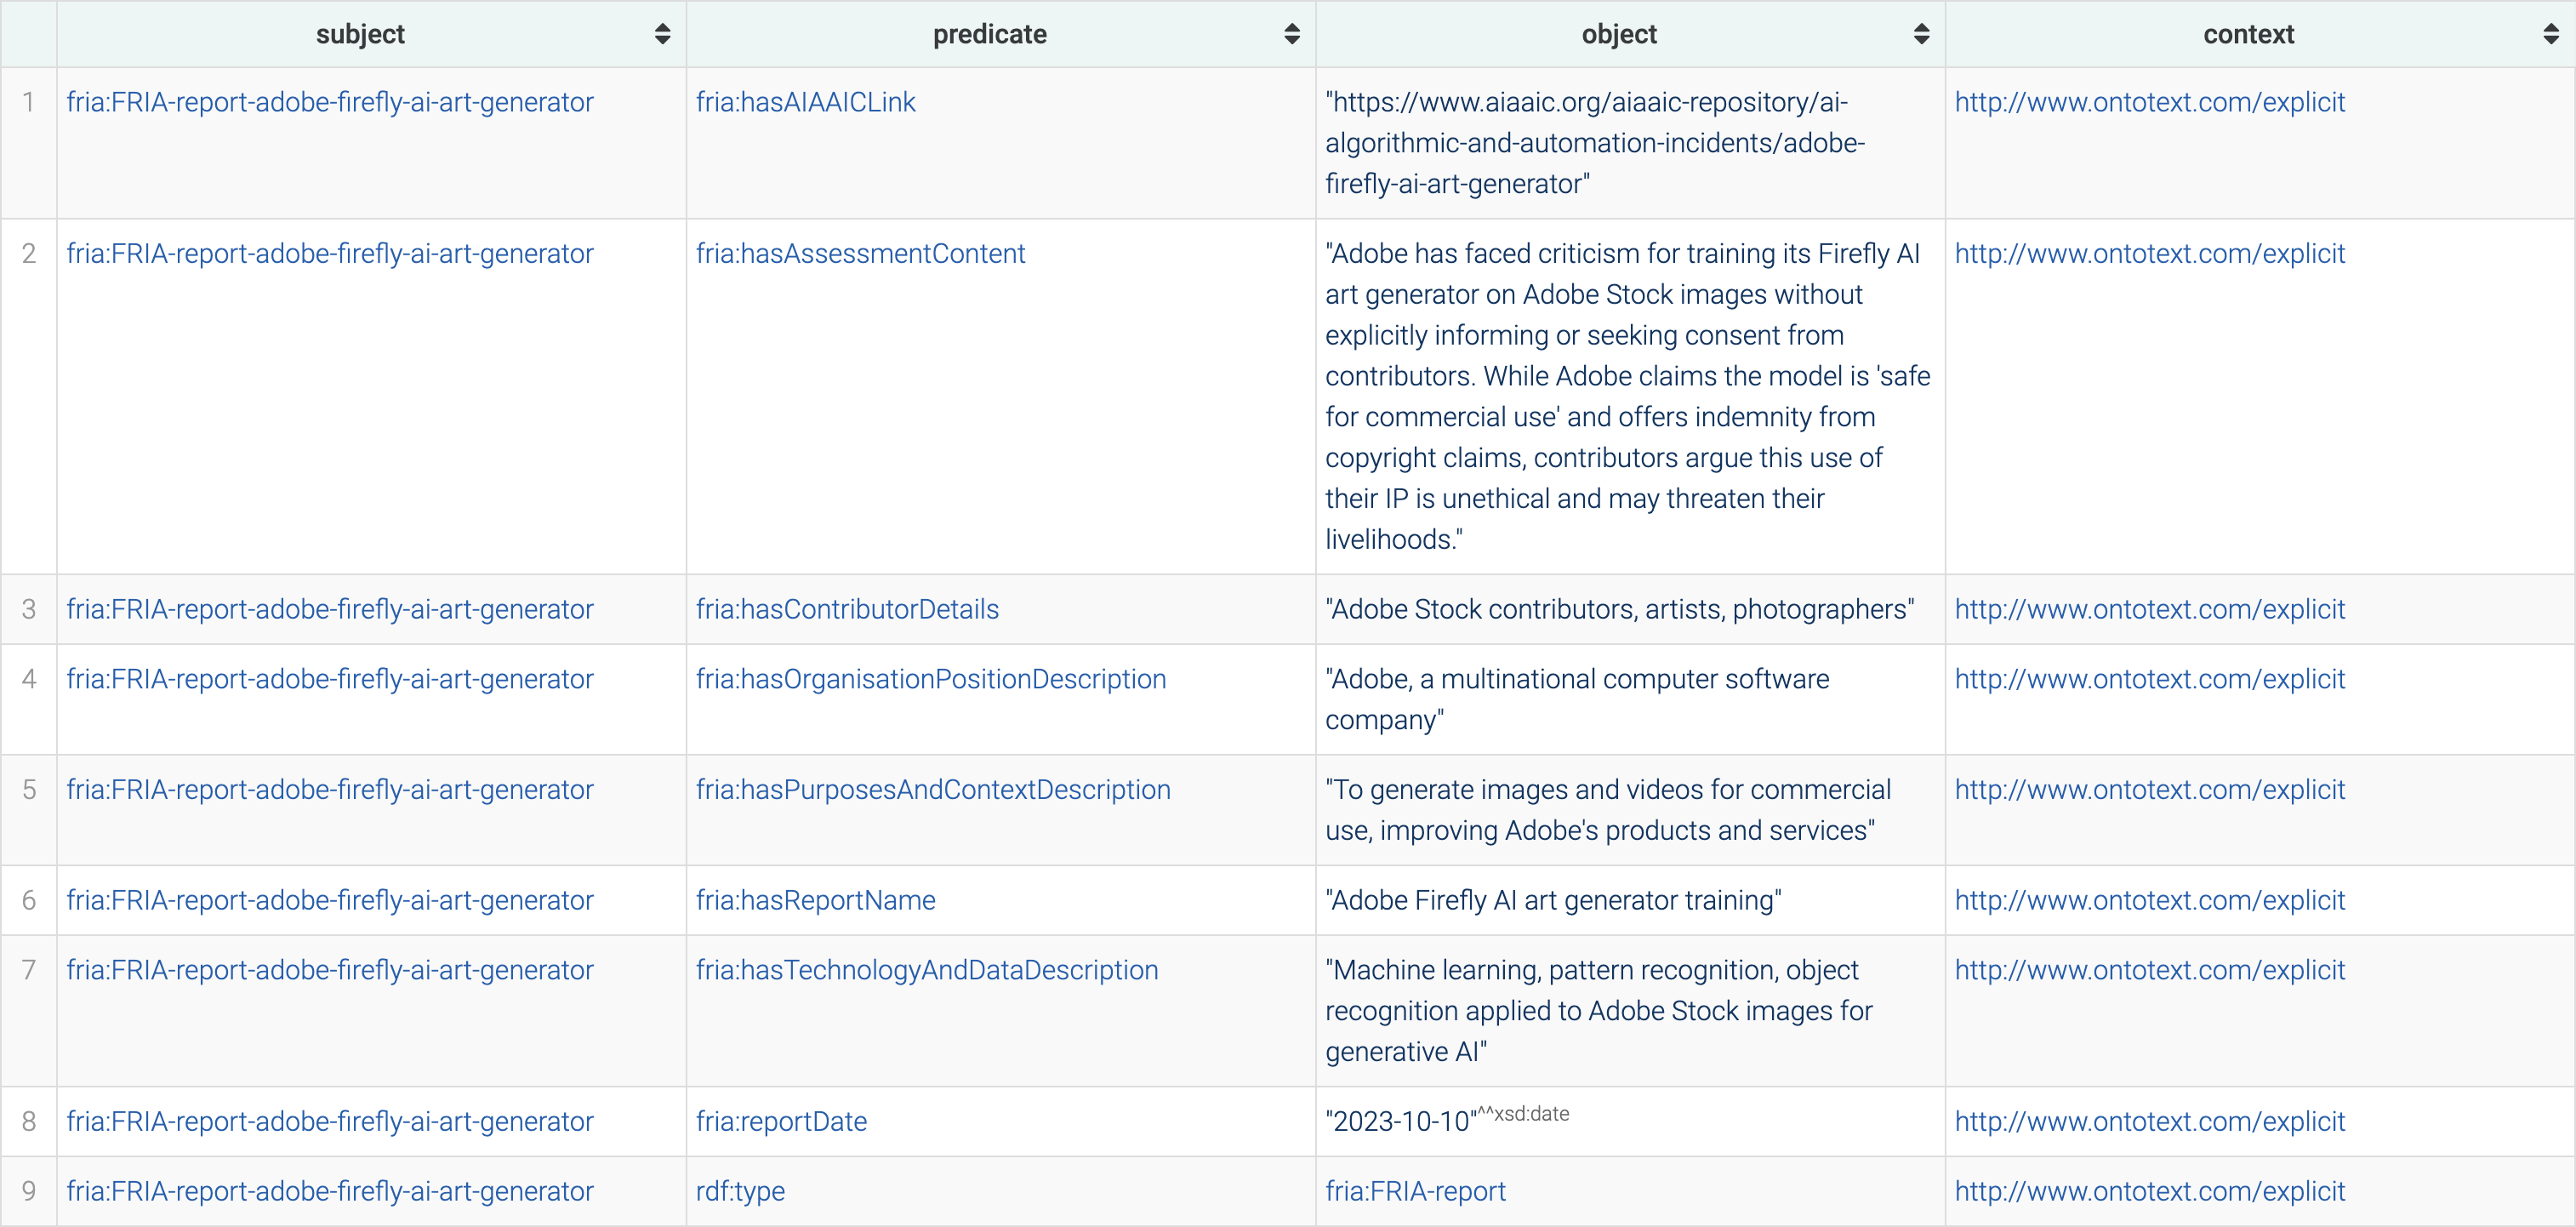 subject predicate object context
1 fria:FRIA-report-adobe-firefly-ai-art-generator fria:hasAIAAICLink "https://www.aiaaic.org/aiaaic-repository/ai- http://www.ontotext.com/explicit
algorithmic-and-automation-incidents/adobe-
firefly-ai-art-generator"
2 fria:FRIA-report-adobe-firefly-ai-art-generator fria:hasAssessmentContent "Adobe has faced criticism for training its Firefly AI http://www.ontotext.com/explicit
art generator on Adobe Stock images without
explicitly informing or seeking consent from
contributors. While Adobe claims the model is 'safe
for commercial use' and offers indemnity from
copyright claims, contributors argue this use of
their IP is unethical and may threaten their
livelihoods."
3 fria:FRIA-report-adobe-firefly-ai-art-generator fria:hasContributorDetails "Adobe Stock contributors, artists, photographers" http://www.ontotext.com/explicit
4 fria:FRIA-report-adobe-firefly-ai-art-generator fria:hasOrganisationPositionDescription "Adobe, a multinational computer software http://www.ontotext.com/explicit
company"
5 fria:FRIA-report-adobe-firefly-ai-art-generator fria:hasPurposesAndContextDescription "To generate images and videos for commercial http://www.ontotext.com/explicit
use, improving Adobe's products and services"
6 fria:FRIA-report-adobe-firefly-ai-art-generator fria:hasReportName "Adobe Firefly AI art generator training" http://www.ontotext.com/explicit
7 fria:FRIA-report-adobe-firefly-ai-art-generator fria:hasTechnologyAndDataDescription "Machine learning, pattern recognition, object http://www.ontotext.com/explicit
recognition applied to Adobe Stock images for
generative AI"
8 fria:FRIA-report-adobe-firefly-ai-art-generator fria:reportDate "2023-10-10"^^xsd:date http://www.ontotext.com/explicit
9 fria:FRIA-report-adobe-firefly-ai-art-generator rdf:type fria:FRIA-report http://www.ontotext.com/explicit